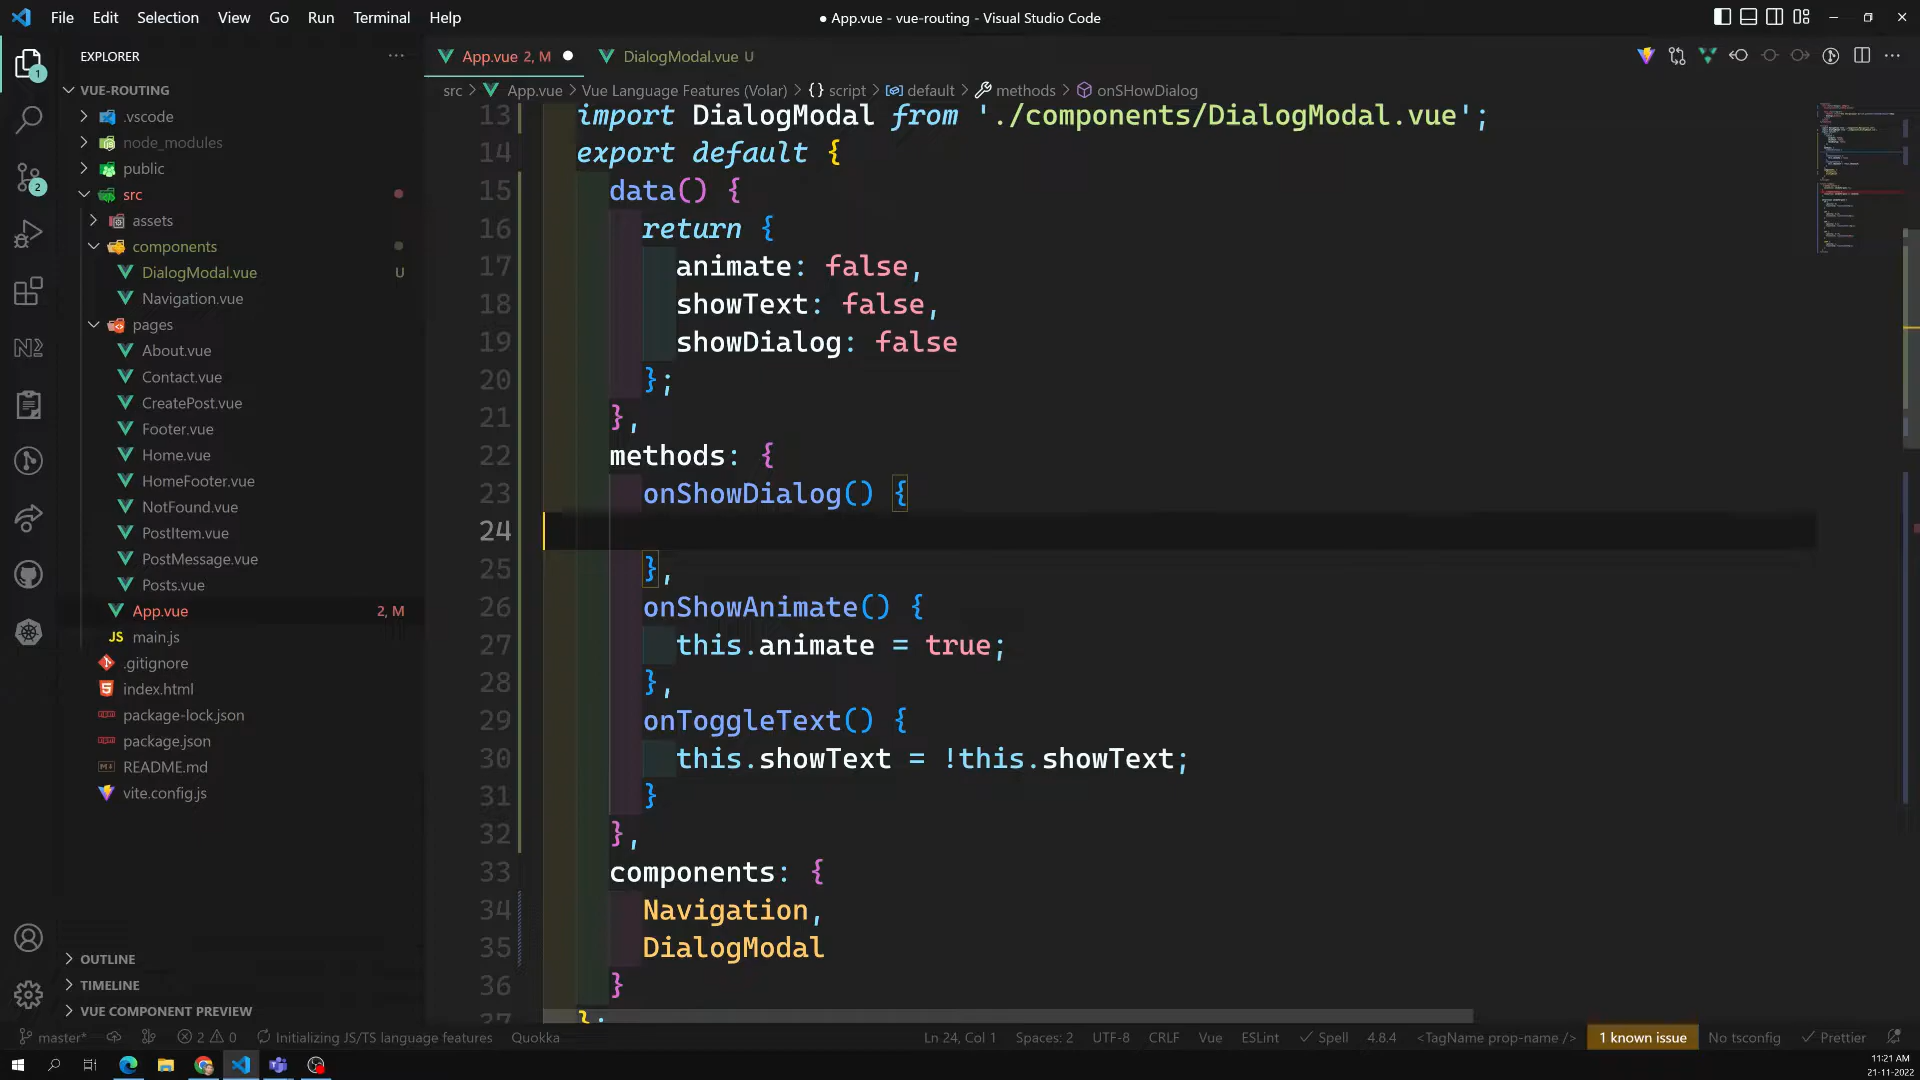 File Edit Selection View Go Run Terminal Help
● App.vue - vue-routing - Visual Studio Code
EXPLORER
VUE-ROUTING
.vscode
node_modules
public
src
assets
components
DialogModal.vue U
Navigation.vue
pages
About.vue
Contact.vue
CreatePost.vue
Footer.vue
Home.vue
HomeFooter.vue
NotFound.vue
PostItem.vue
PostMessage.vue
Posts.vue
App.vue 2, M
main.js
.gitignore
index.html
package-lock.json
package.json
README.md
vite.config.js
OUTLINE
TIMELINE
VUE COMPONENT PREVIEW
App.vue 2, M ● DialogModal.vue U
src > App.vue > Vue Language Features (Volar) > {} script > default > methods > onSHowDialog
13 import DialogModal from './components/DialogModal.vue';
14 export default {
15 data() {
16 return {
17 animate: false,
18 showText: false,
19 showDialog: false
20 };
21 },
22 methods: {
23 onShowDialog() {
24
25 },
26 onShowAnimate() {
27 this.animate = true;
28 },
29 onToggleText() {
30 this.showText = !this.showText;
31 }
32 },
33 components: {
34 Navigation,
35 DialogModal
36 }
37 };
master* 2 0 Initializing JS/TS language features Quokka Ln 24, Col 1 Spaces: 2 UTF-8 CRLF Vue ESLint Spell 4.8.4 <TagName prop-name /> 1 known issue No tsconfig Prettier
11:21 AM
21-11-2022